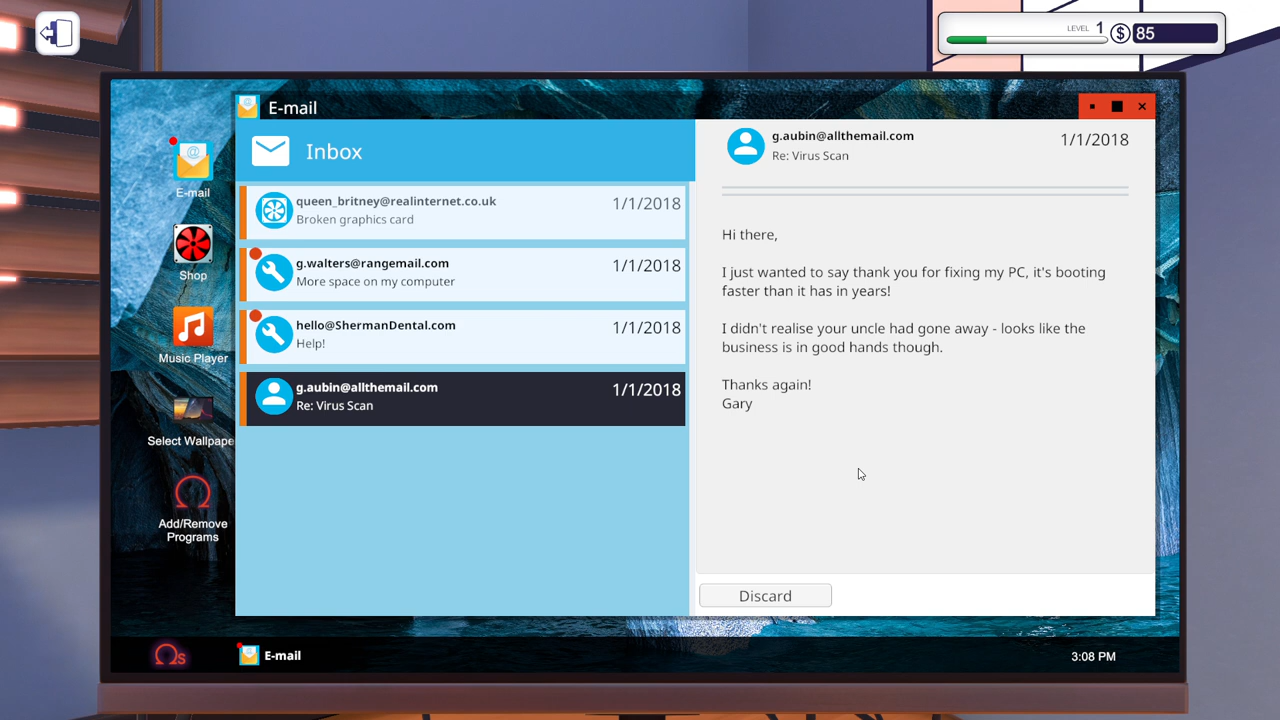 LEVEL 1 $ 85
E-mail
Inbox
queen_britney@realinternet.co.uk 1/1/2018
Broken graphics card
g.walters@rangemail.com 1/1/2018
More space on my computer
hello@ShermanDental.com 1/1/2018
Help!
g.aubin@allthemail.com 1/1/2018
Re: Virus Scan
g.aubin@allthemail.com 1/1/2018
Re: Virus Scan
Hi there,
I just wanted to say thank you for fixing my PC, it's booting
faster than it has in years!
I didn't realise your uncle had gone away - looks like the
business is in good hands though.
Thanks again!
Gary
Discard
E-mail
Shop
Music Player
Select Wallpape
Add/Remove
Programs
Ωs
E-mail
3:08 PM